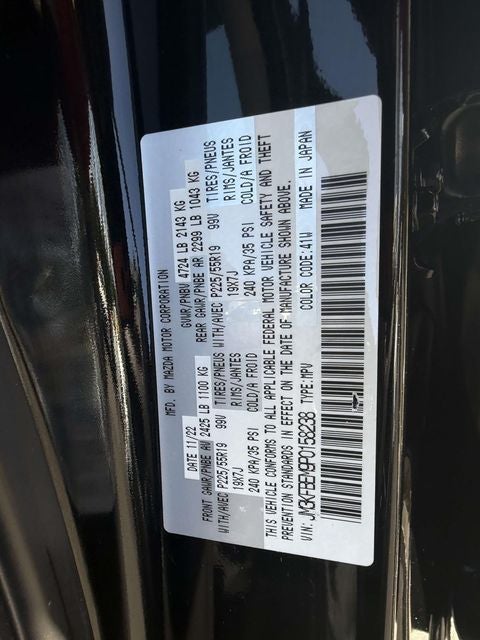 MFD. BY MAZDA MOTOR CORPORATION
DATE 11/22 GVWR/PNBV 4724 LB 2143 KG
FRONT GAWR/PNBE AV 2425 LB 1100 KG REAR GAWR/PNBE AR 2299 LB 1043 KG
WITH/AVEC P225/55R19 99V TIRES/PNEUS WITH/AVEC P225/55R19 99V TIRES/PNEUS
19X7J RIMS/JANTES 19X7J RIMS/JANTES
240 KPA/35 PSI COLD/A FROID 240 KPA/35 PSI COLD/A FROID
THIS VEHICLE CONFORMS TO ALL APPLICABLE FEDERAL MOTOR VEHICLE SAFETY AND THEFT
PREVENTION STANDARDS IN EFFECT ON THE DATE OF MANUFACTURE SHOWN ABOVE.
VIN: TYPE:MPV COLOR CODE:41W MADE IN JAPAN